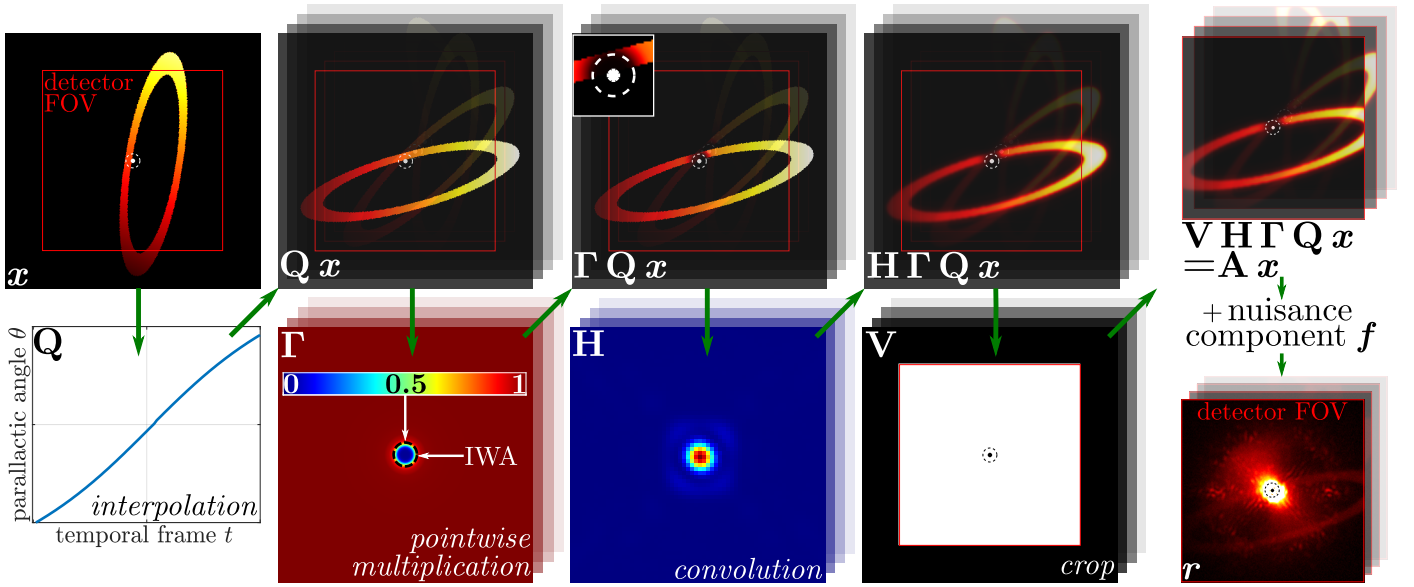 detector
FOV
x
Q x
Γ Q x
H Γ Q x
V H Γ Q x
=A x
+ nuisance
component f
parallactic angle θ
Q
interpolation
temporal frame t
Γ
0 0.5 1
IWA
pointwise
multiplication
H
convolution
V
crop
detector FOV
r